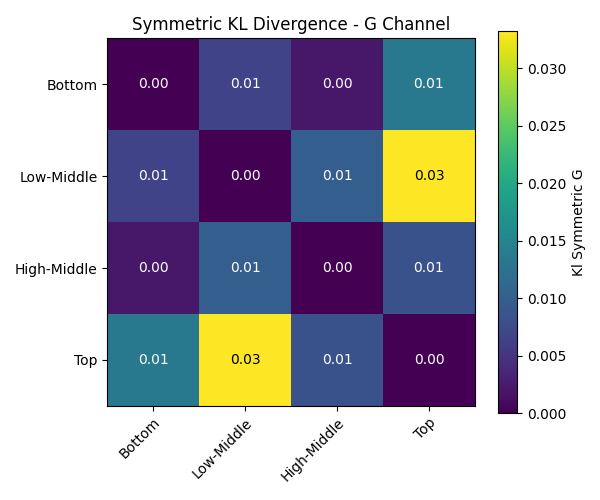 Symmetric KL Divergence - G Channel
Bottom 0.00 0.01 0.00 0.01
Low-Middle 0.01 0.00 0.01 0.03
High-Middle 0.00 0.01 0.00 0.01
Top 0.01 0.03 0.01 0.00
Bottom Low-Middle High-Middle Top
0.030
0.025
0.020
0.015
0.010
0.005
0.000
Kl Symmetric G